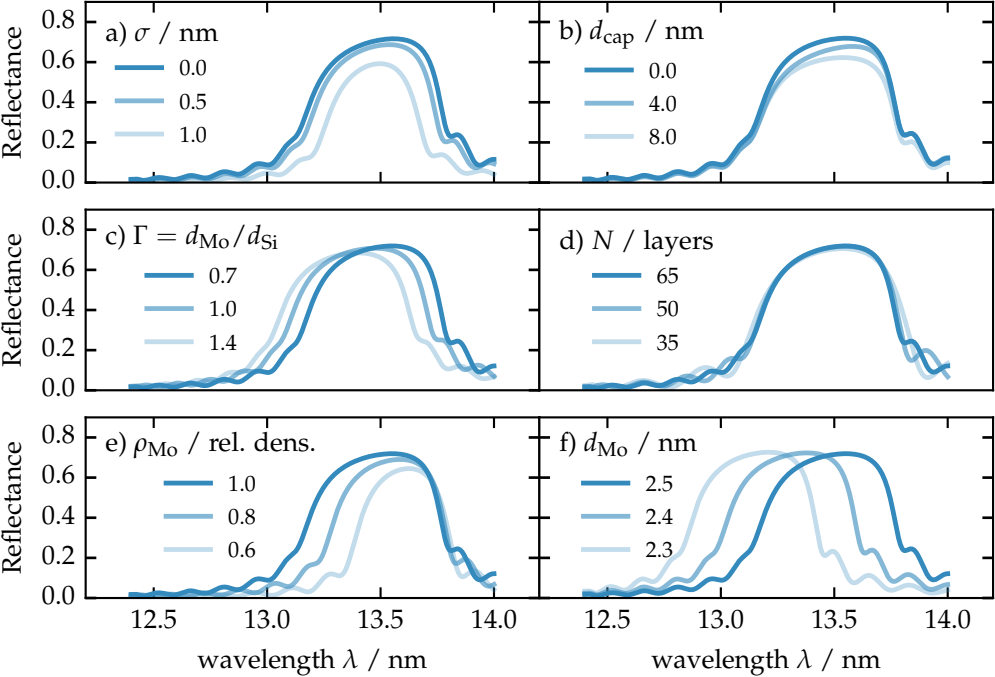 a) σ / nm
0.0
0.5
1.0
b) d_cap / nm
0.0
4.0
8.0
Reflectance
0.8
0.6
0.4
0.2
0.0
c) Γ = d_Mo/d_Si
0.7
1.0
1.4
d) N / layers
65
50
35
Reflectance
0.8
0.6
0.4
0.2
0.0
e) ρ_Mo / rel. dens.
1.0
0.8
0.6
f) d_Mo / nm
2.5
2.4
2.3
Reflectance
0.8
0.6
0.4
0.2
0.0
12.5 13.0 13.5 14.0
12.5 13.0 13.5 14.0
wavelength λ / nm
wavelength λ / nm